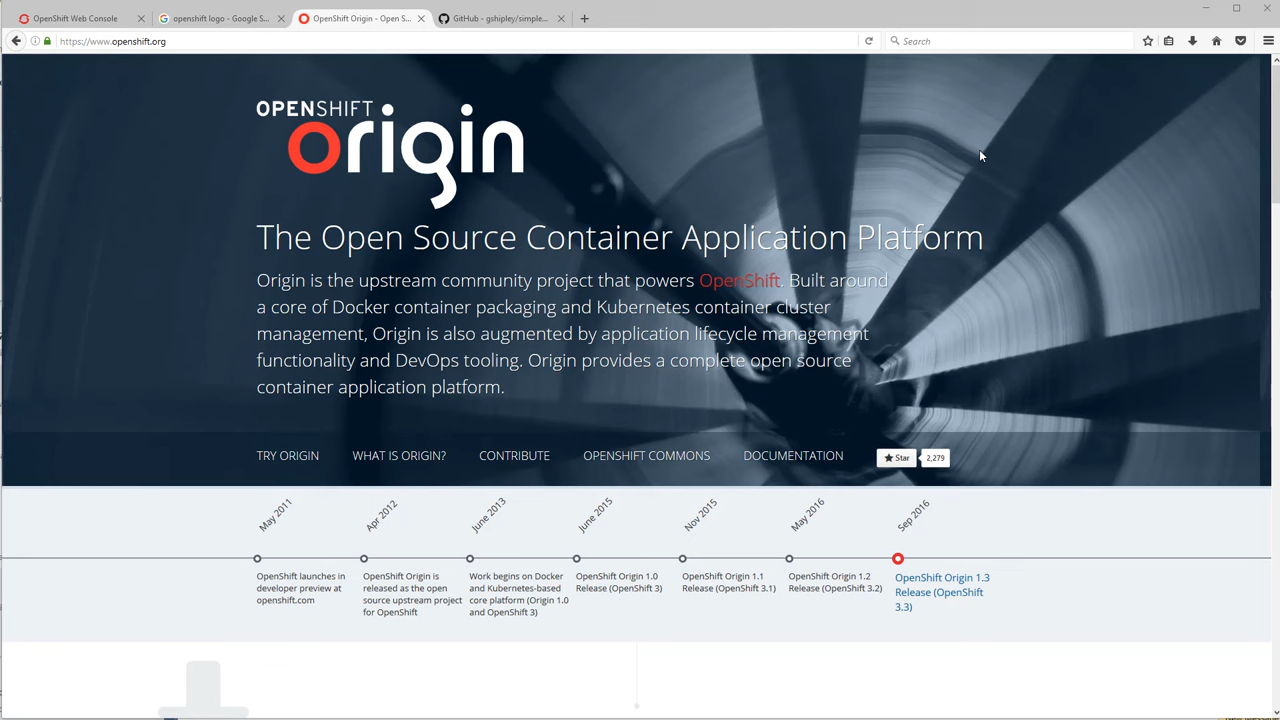 OpenShift Web Console
openshift logo - Google S...
OpenShift Origin - Open S...
GitHub - gshipley/simple...
https://www.openshift.org
Search
OPENSHIFT
origin
The Open Source Container Application Platform
Origin is the upstream community project that powers OpenShift. Built around
a core of Docker container packaging and Kubernetes container cluster
management, Origin is also augmented by application lifecycle management
functionality and DevOps tooling. Origin provides a complete open source
container application platform.
TRY ORIGIN
WHAT IS ORIGIN?
CONTRIBUTE
OPENSHIFT COMMONS
DOCUMENTATION
Star
2,279
May 2011
Apr 2012
June 2013
June 2015
Nov 2015
May 2016
Sep 2016
OpenShift launches in
developer preview at
openshift.com
OpenShift Origin is
released as the open
source upstream project
for OpenShift
Work begins on Docker
and Kubernetes-based
core platform (Origin 1.0
and OpenShift 3)
OpenShift Origin 1.0
Release (OpenShift 3)
OpenShift Origin 1.1
Release (OpenShift 3.1)
OpenShift Origin 1.2
Release (OpenShift 3.2)
OpenShift Origin 1.3
Release (OpenShift
3.3)